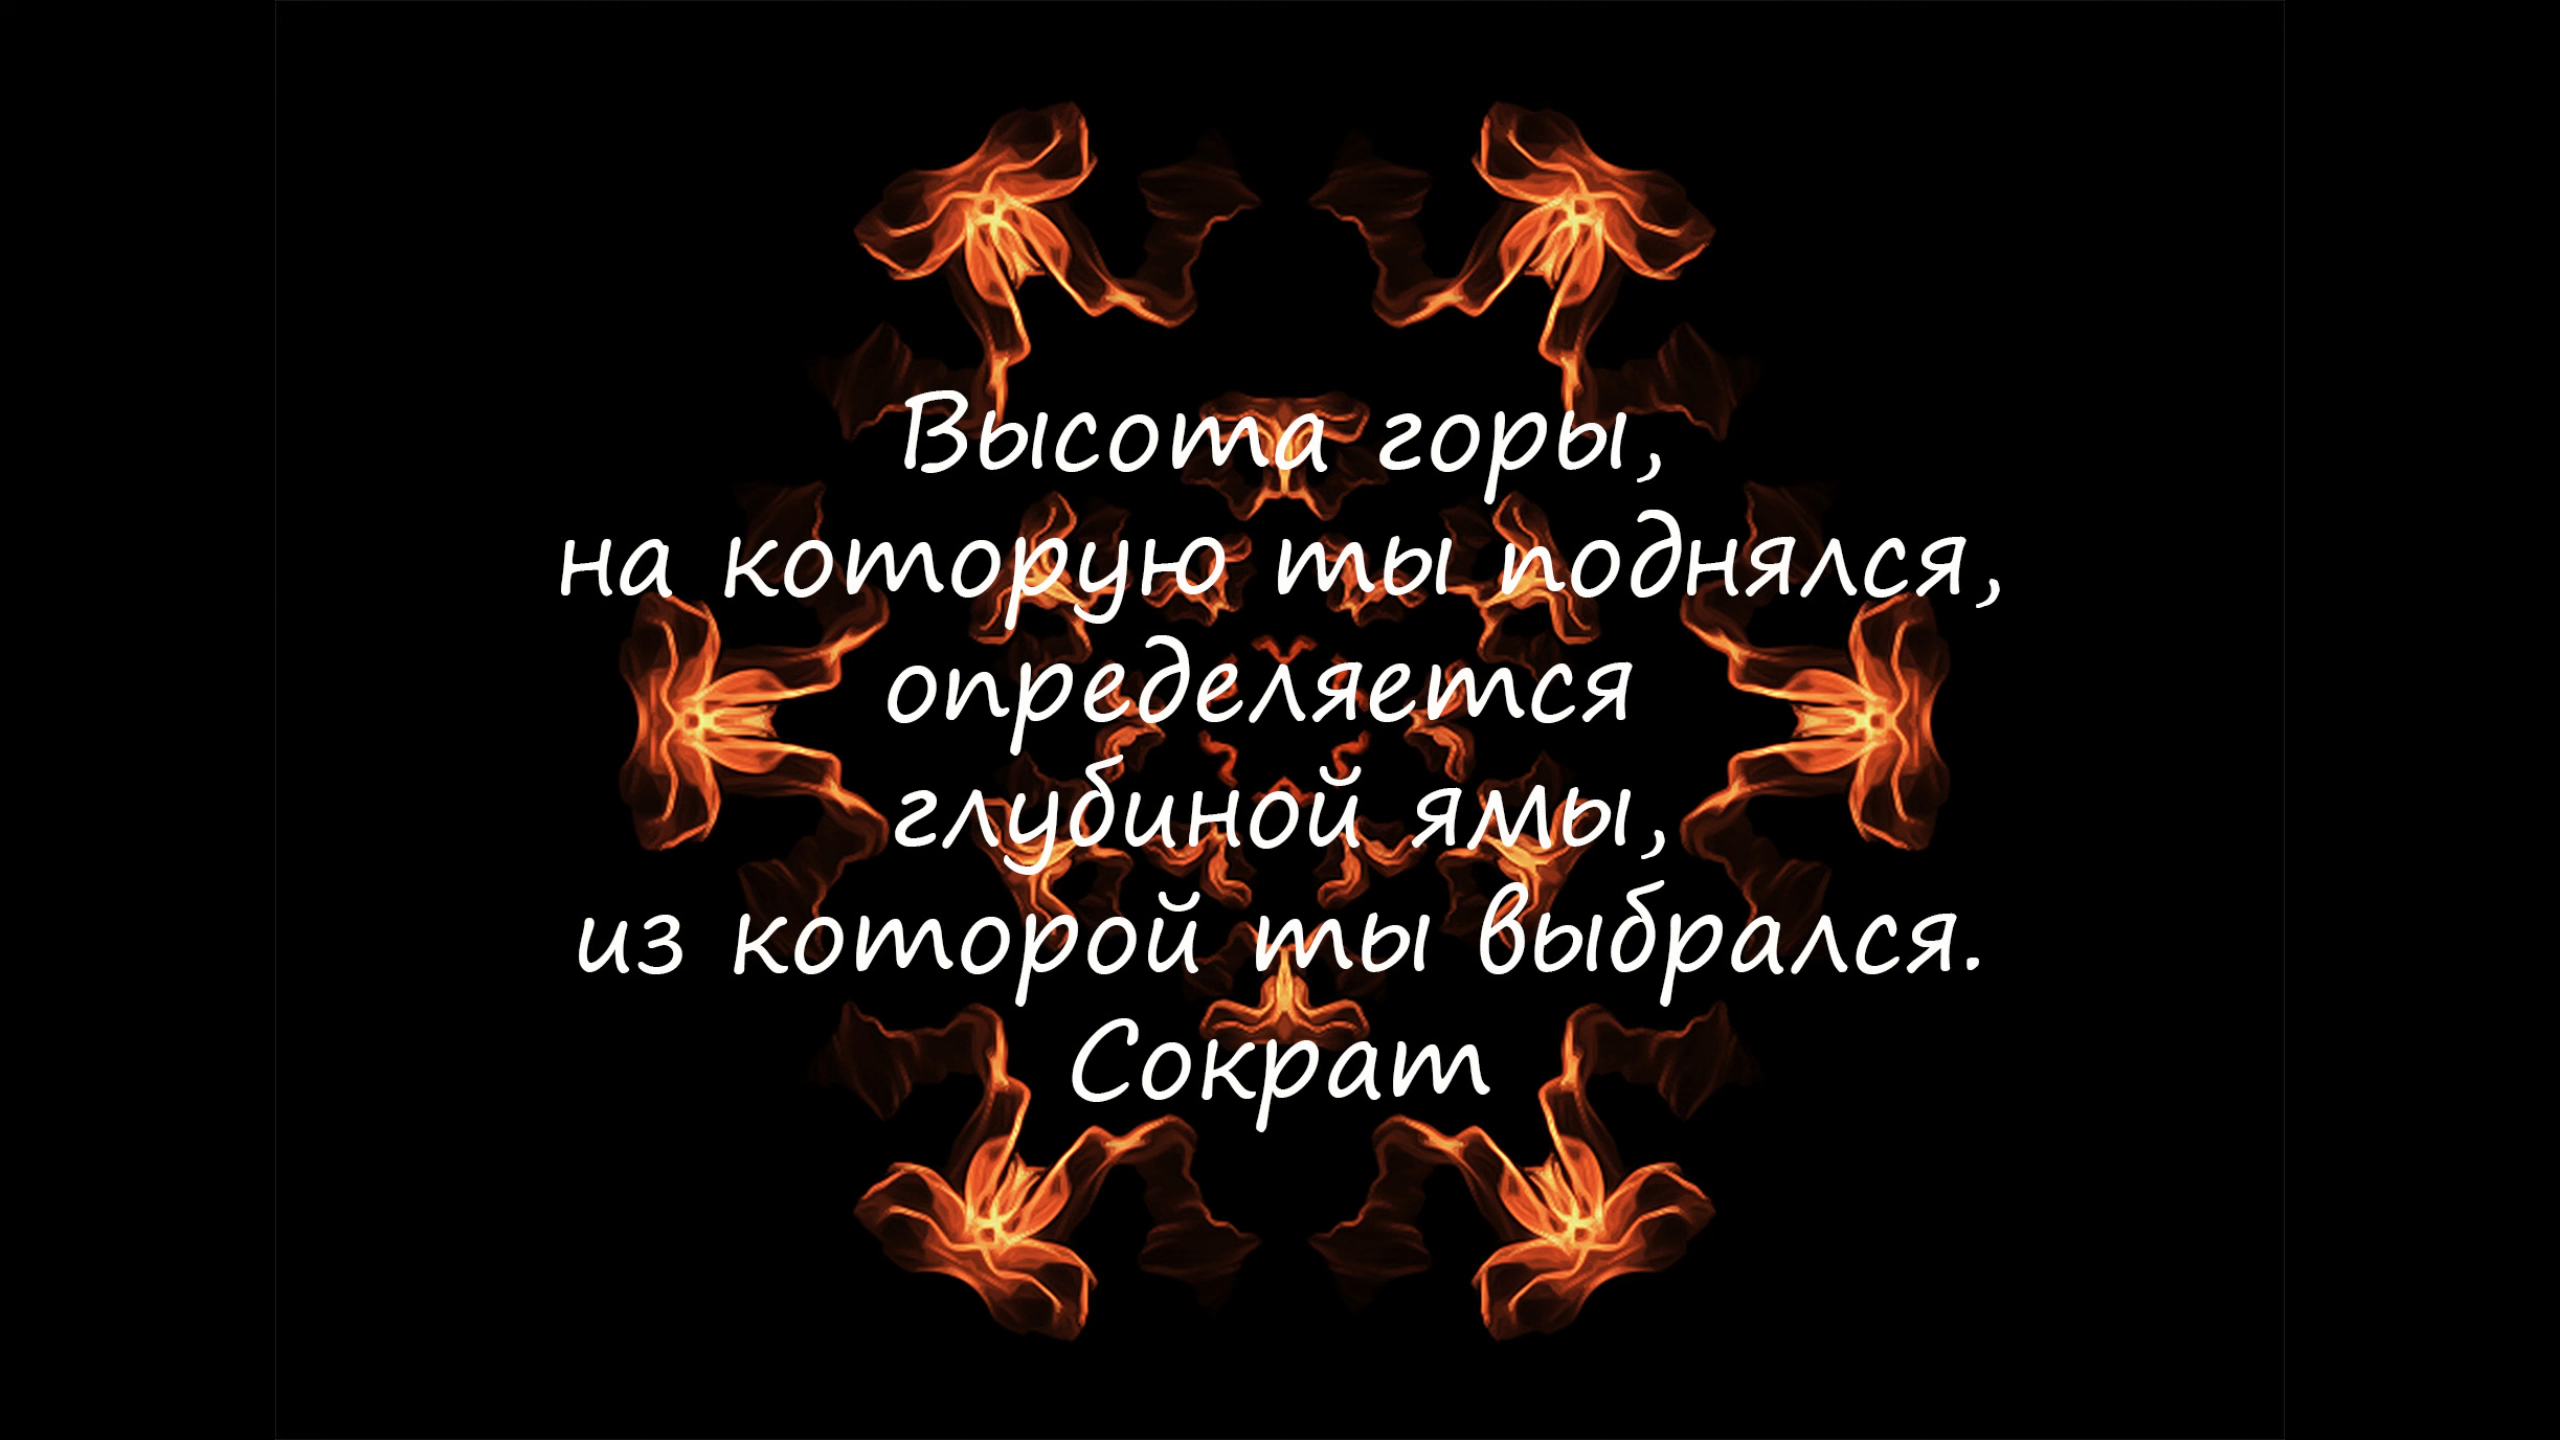 Высота горы,
на которую ты поднялся,
определяется
глубиной ямы,
из которой ты выбрался.
Сократ